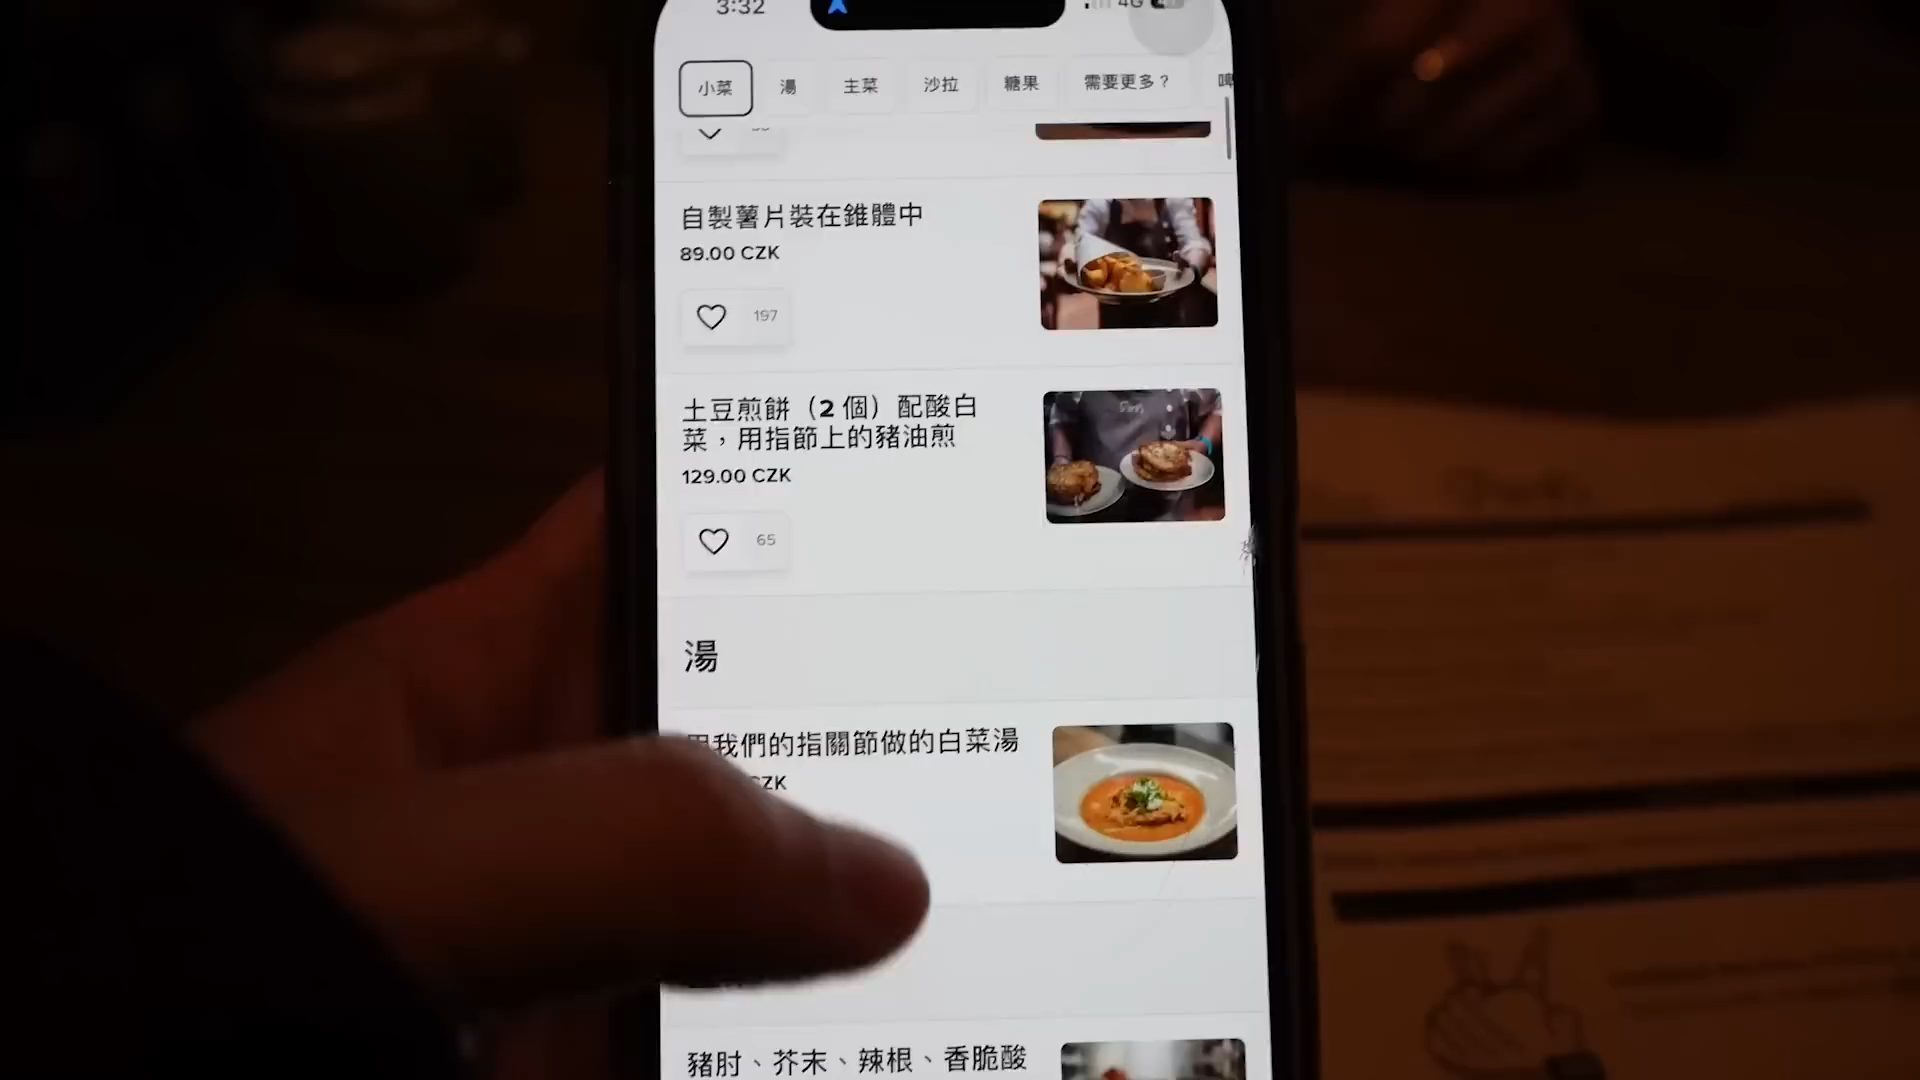 3:32
4G
小菜 湯 主菜 沙拉 糖果 需要更多？ 啤
自製薯片裝在錐體中
89.00 CZK
197
土豆煎餅（2 個）配酸白
菜，用指節上的豬油煎
129.00 CZK
65
湯
我們的指關節做的白菜湯
CZK
豬肘、芥末、辣根、香脆酸